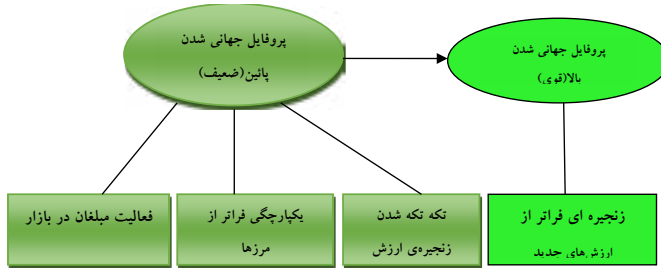 پروفایل جهانی شدن
پائین(ضعیف)
پروفایل جهانی شدن
بالا(قوی)
فعالیت مبلغان در بازار
یکپارچگی فراتر از
مرزها
تکه تکه شدن
زنجیره‌ی ارزش
زنجیره ای فراتر از
ارزش‌های جدید